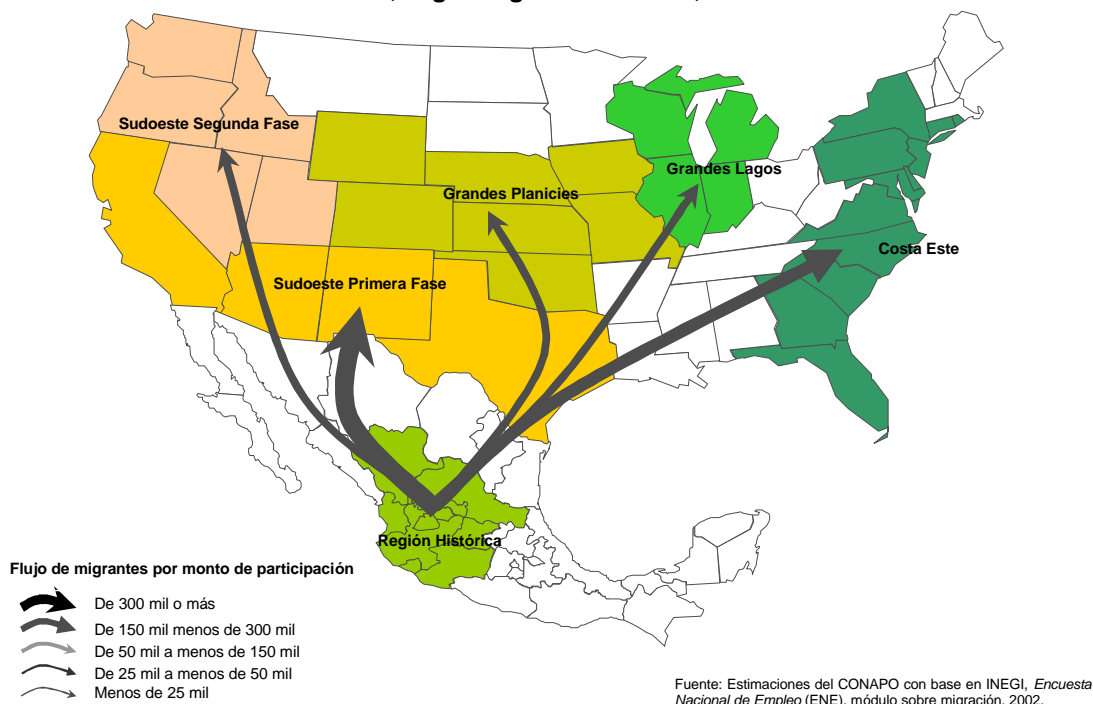 Sudoeste Segunda Fase
Grandes Lagos
Grandes Planicies
Costa Este
Sudoeste Primera Fase
Región Histórica
Flujo de migrantes por monto de participación
De 300 mil o más
De 150 mil menos de 300 mil
De 50 mil a menos de 150 mil
De 25 mil a menos de 50 mil
Menos de 25 mil
Fuente: Estimaciones del CONAPO con base en INEGI, Encuesta
Nacional de Empleo (ENE), módulo sobre migración, 2002.